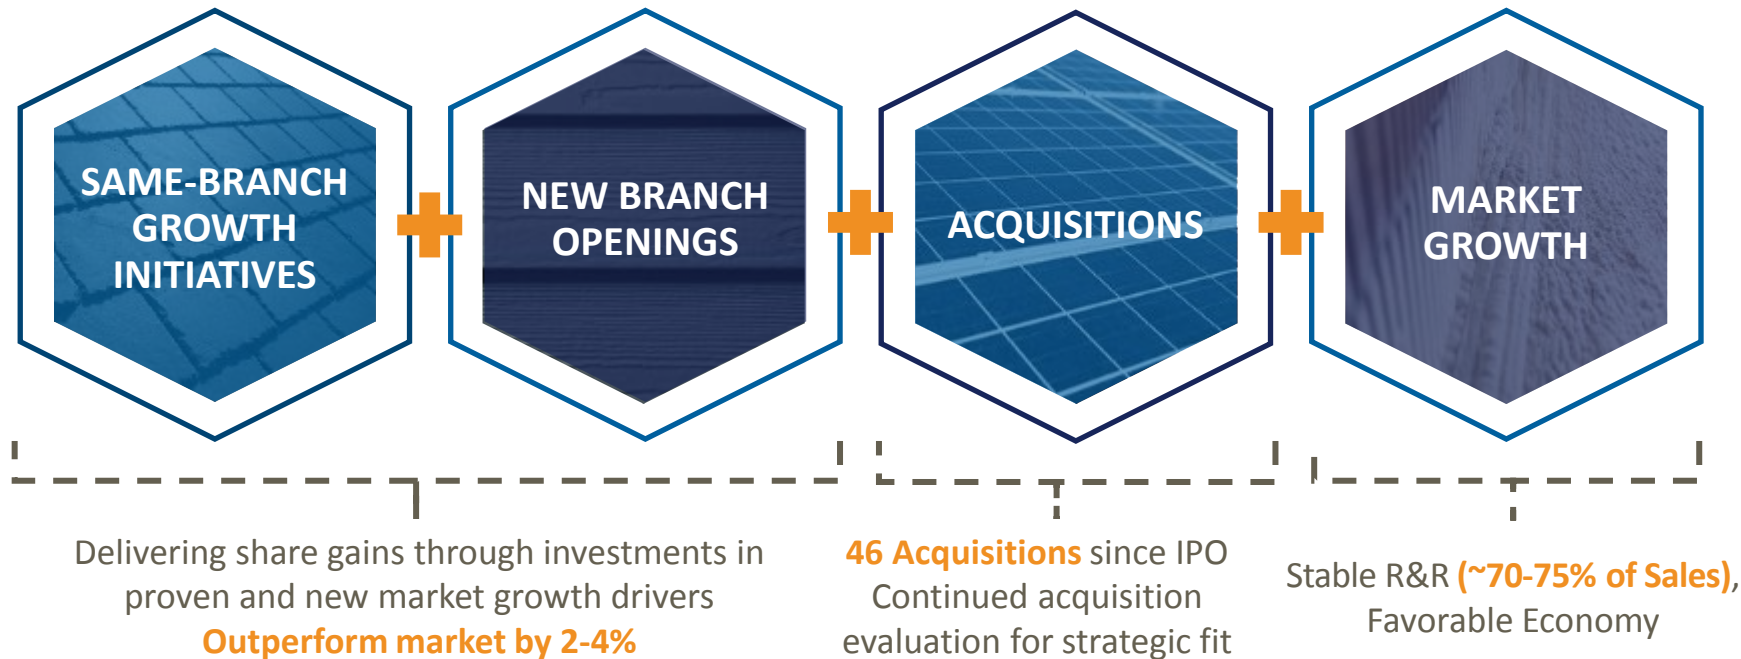 SAME-BRANCH
GROWTH
INITIATIVES
NEW BRANCH
OPENINGS
ACQUISITIONS
MARKET
GROWTH
Delivering share gains through investments in
proven and new market growth drivers
Outperform market by 2-4%
46 Acquisitions since IPO
Continued acquisition
evaluation for strategic fit
Stable R&R (~70-75% of Sales),
Favorable Economy